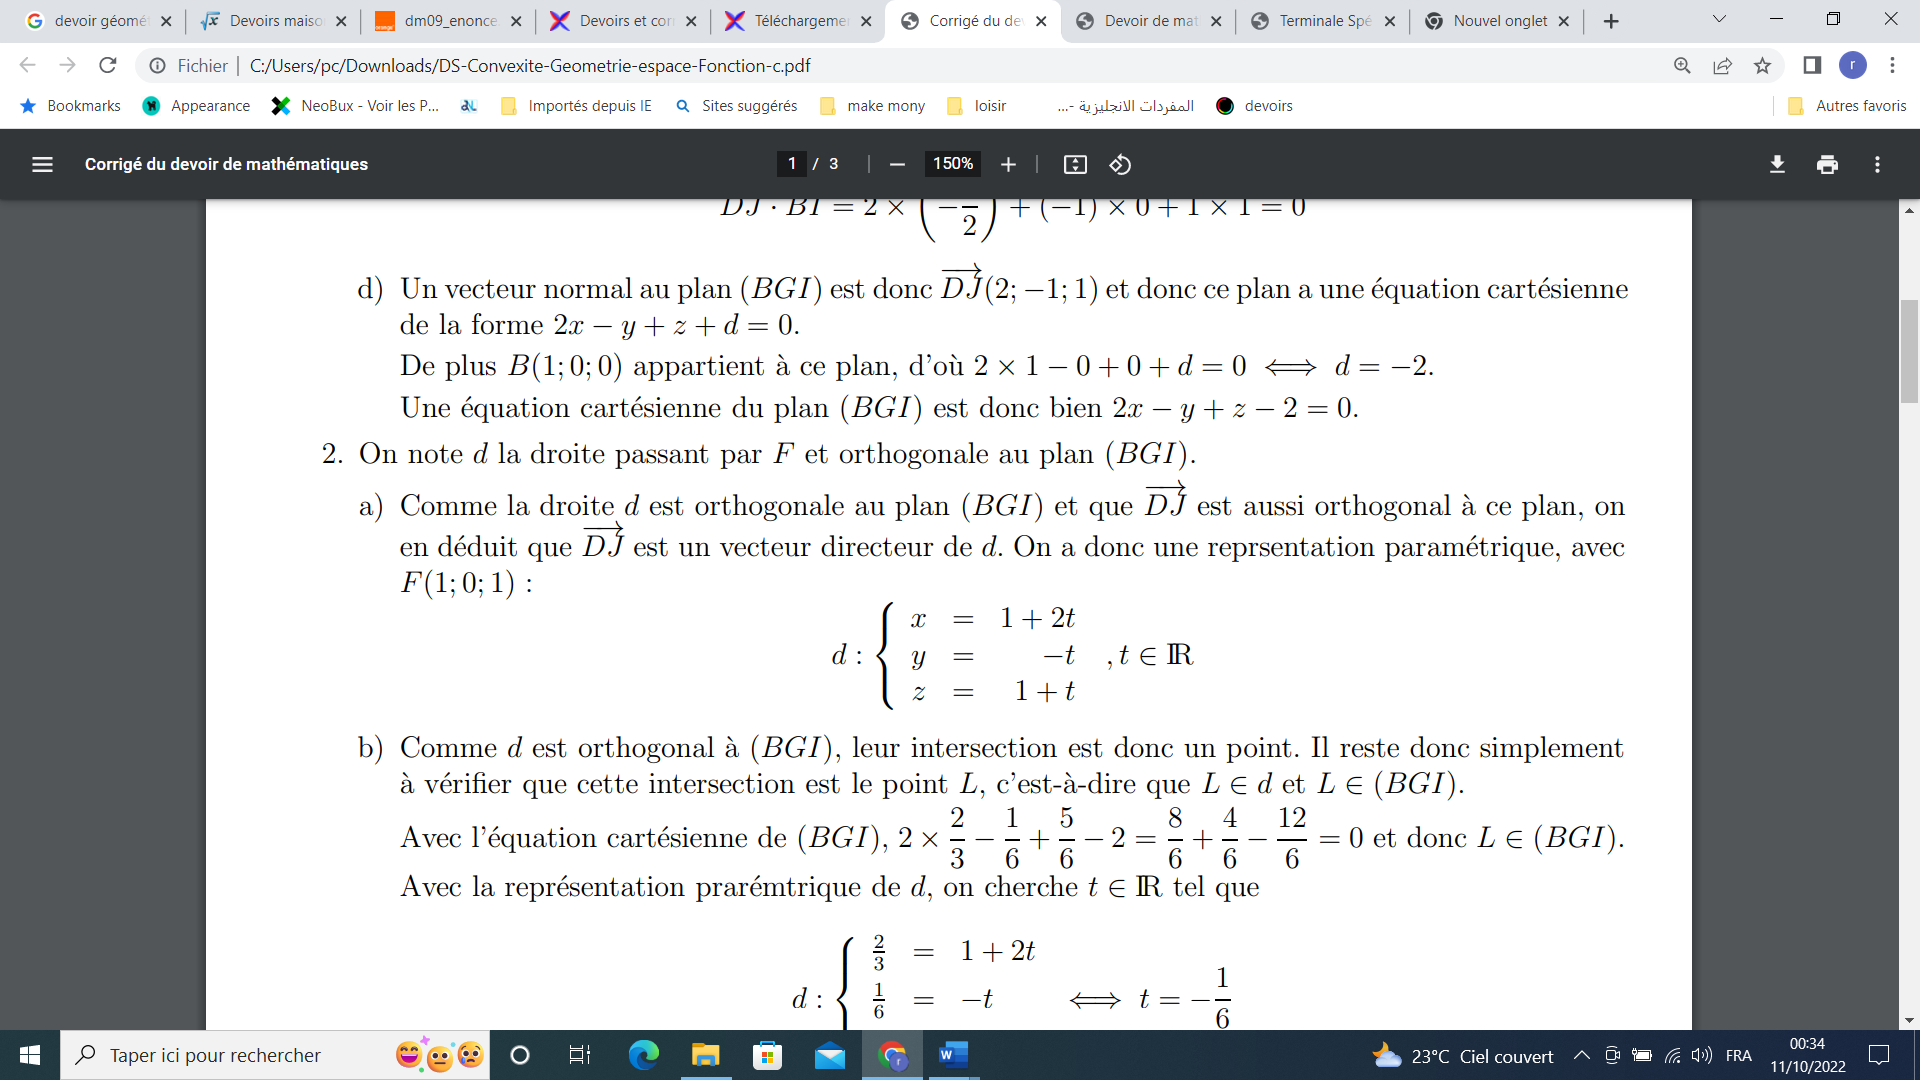 devoir géomét
Devoirs maiso
dm09_enonce.
Devoirs et cor
Téléchargeme
Corrigé du de
Devoir de mat
Terminale Spé
Nouvel onglet
Fichier | C:/Users/pc/Downloads/DS-Convexite-Geometrie-espace-Fonction-c.pdf
r
Bookmarks Appearance NeoBux - Voir les P... Importés depuis IE Sites suggérés make mony loisir المفردات الانجليزية -... devoirs Autres favoris
Corrigé du devoir de mathématiques 1 / 3 | − 150% + |
DJ · BI = 2 × (−–/2) + (−1) × 0 + 1 × 1 = 0
d) Un vecteur normal au plan (BGI) est donc DJ⃗(2; −1; 1) et donc ce plan a une équation cartésienne
de la forme 2x − y + z + d = 0.
De plus B(1; 0; 0) appartient à ce plan, d'où 2 × 1 − 0 + 0 + d = 0 ⟺ d = −2.
Une équation cartésienne du plan (BGI) est donc bien 2x − y + z − 2 = 0.
2. On note d la droite passant par F et orthogonale au plan (BGI).
a) Comme la droite d est orthogonale au plan (BGI) et que DJ⃗ est aussi orthogonal à ce plan, on
en déduit que DJ⃗ est un vecteur directeur de d. On a donc une reprsentation paramétrique, avec
F(1; 0; 1) :
x = 1 + 2t
d : { y = −t , t ∈ ℝ
z = 1 + t
b) Comme d est orthogonal à (BGI), leur intersection est donc un point. Il reste donc simplement
à vérifier que cette intersection est le point L, c'est-à-dire que L ∈ d et L ∈ (BGI).
Avec l'équation cartésienne de (BGI), 2 × 2/3 − 1/6 + 5/6 − 2 = 8/6 + 4/6 − 12/6 = 0 et donc L ∈ (BGI).
Avec la représentation prarémtrique de d, on cherche t ∈ ℝ tel que
2/3 = 1 + 2t
d : { 1/6 = −t ⟺ t = −1/6
Taper ici pour rechercher
23°C Ciel couvert
FRA
00:34
11/10/2022